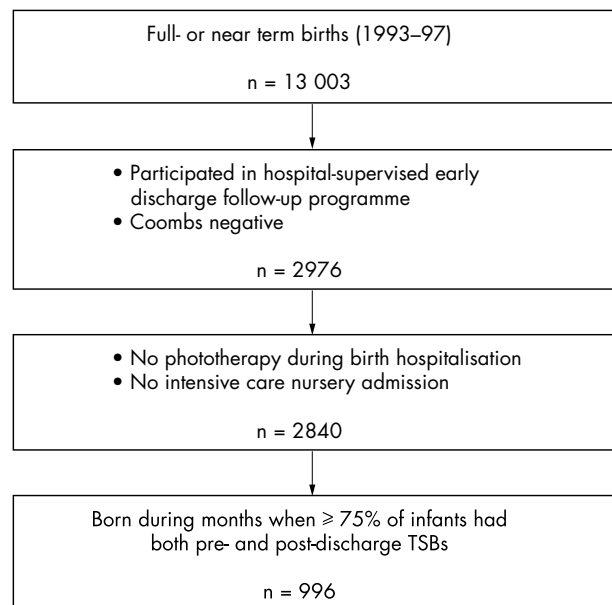 Full- or near term births (1993–97)
n = 13 003
• Participated in hospital-supervised early
discharge follow-up programme
• Coombs negative
n = 2976
• No phototherapy during birth hospitalisation
• No intensive care nursery admission
n = 2840
Born during months when ⩾ 75% of infants had
both pre- and post-discharge TSBs
n = 996